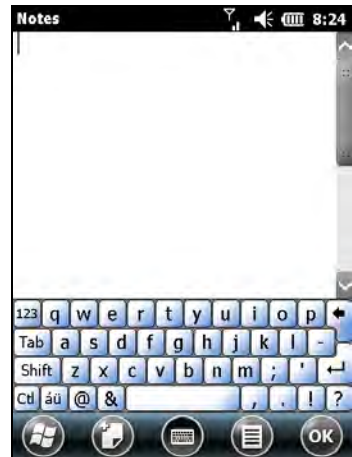 Notes 8:24
123 q w e r t y u i o p
Tab a s d f g h j k l -
Shift z x c v b n m ; '
Ctl áü @ & , . ! ?
OK